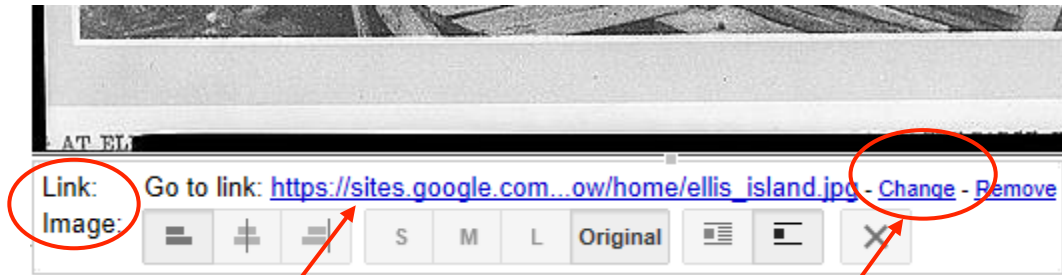 AT EL
Link: Go to link: https://sites.google.com...ow/home/ellis_island.jpg - Change - Remove
Image: S M L Original